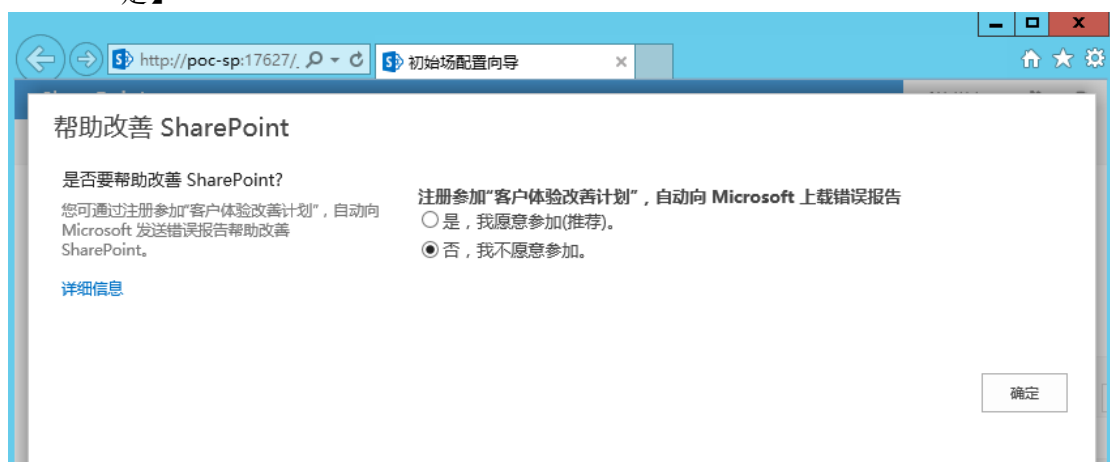 http://poc-sp:17627/.
初始场配置向导
帮助改善 SharePoint
是否要帮助改善 SharePoint?
您可通过注册参加“客户体验改善计划”，自动向
Microsoft 发送错误报告帮助改善
SharePoint。
详细信息
注册参加“客户体验改善计划”，自动向 Microsoft 上载错误报告
是，我愿意参加(推荐)。
否，我不愿意参加。
确定